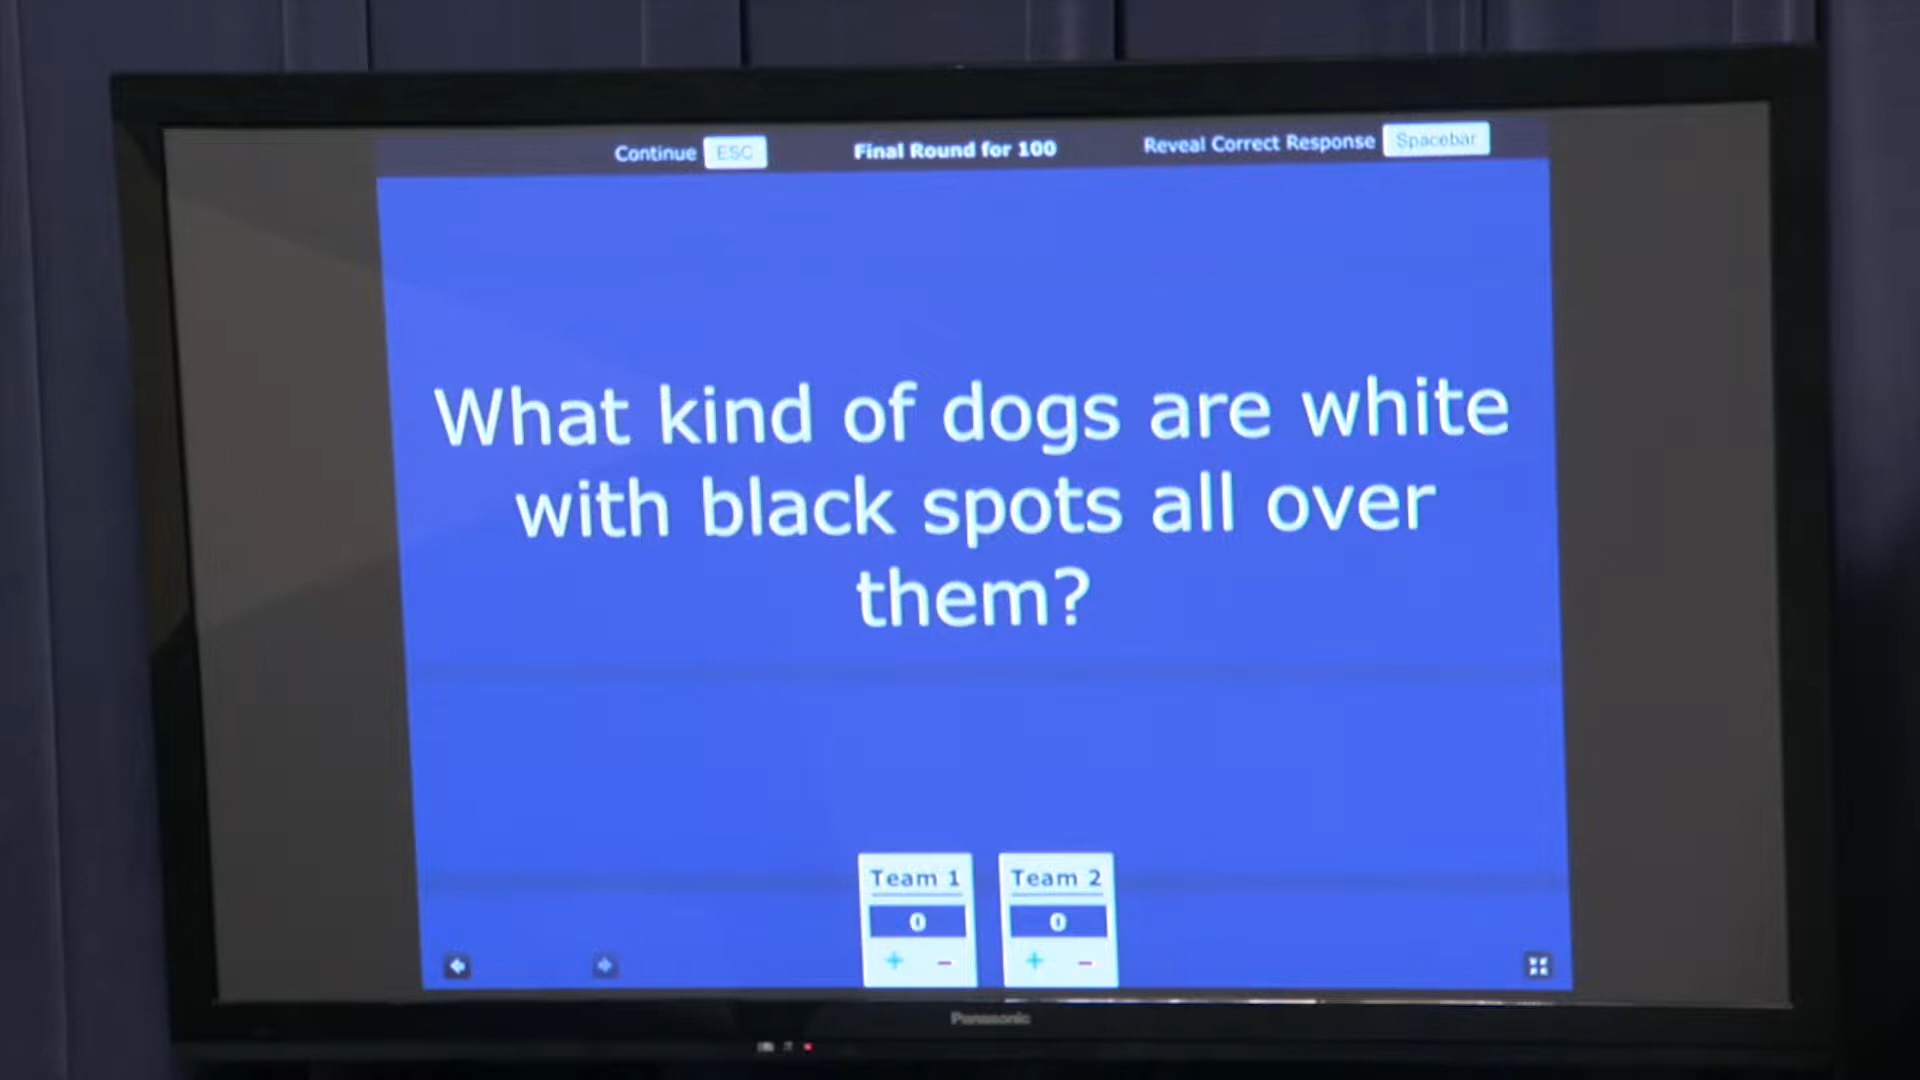 Continue ESC Final Round for 100 Reveal Correct Response Spacebar
What kind of dogs are white
with black spots all over
them?
Team 1 Team 2
0 0
+ - + -
Panasonic